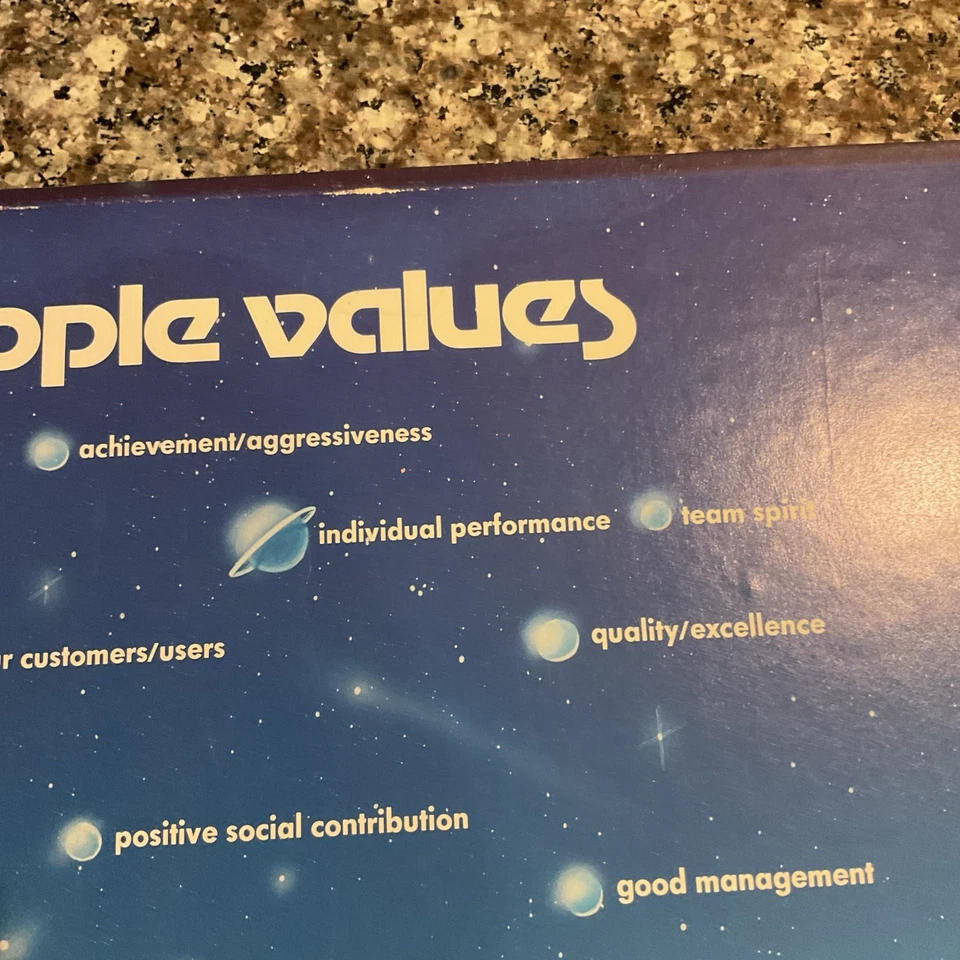 ople values
achievement/aggressiveness
individual performance
team spirit
quality/excellence
r customers/users
positive social contribution
good management